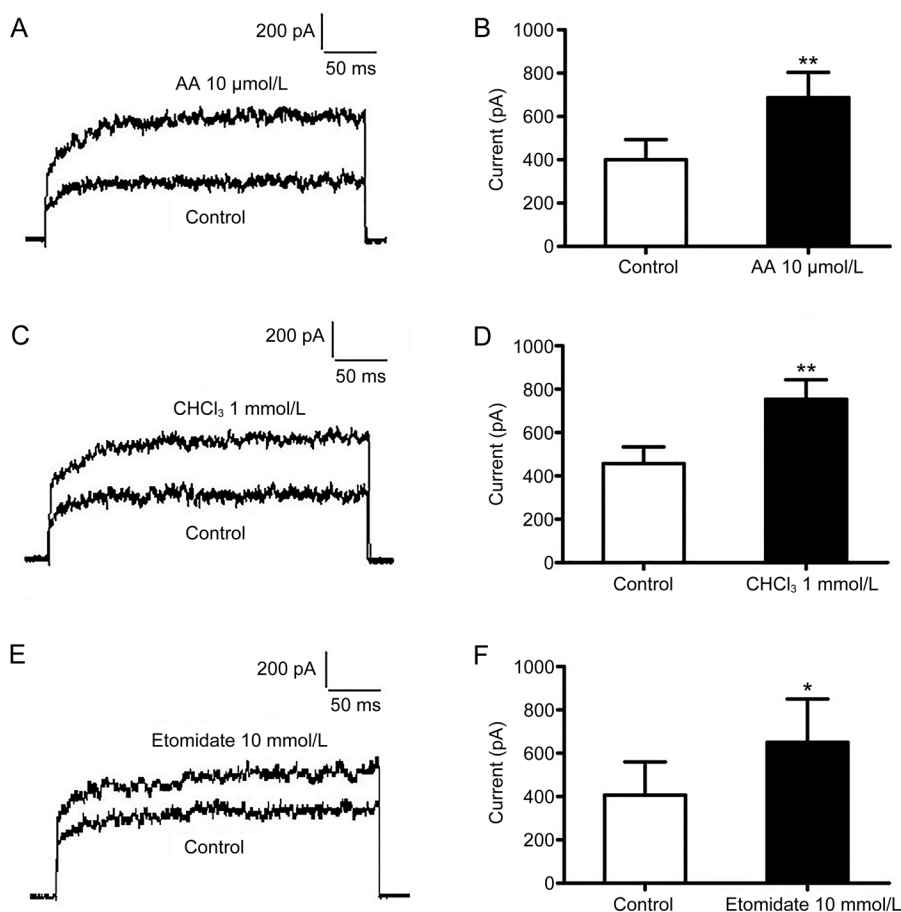 A
200 pA
50 ms
AA 10 µmol/L
Control
B
1000
800
600
400
200
0
Current (pA)
**
Control
AA 10 µmol/L
C
200 pA
50 ms
CHCl₃ 1 mmol/L
Control
D
1000
800
600
400
200
0
Current (pA)
**
Control
CHCl₃ 1 mmol/L
E
200 pA
50 ms
Etomidate 10 mmol/L
Control
F
1000
800
600
400
200
0
Current (pA)
*
Control
Etomidate 10 mmol/L